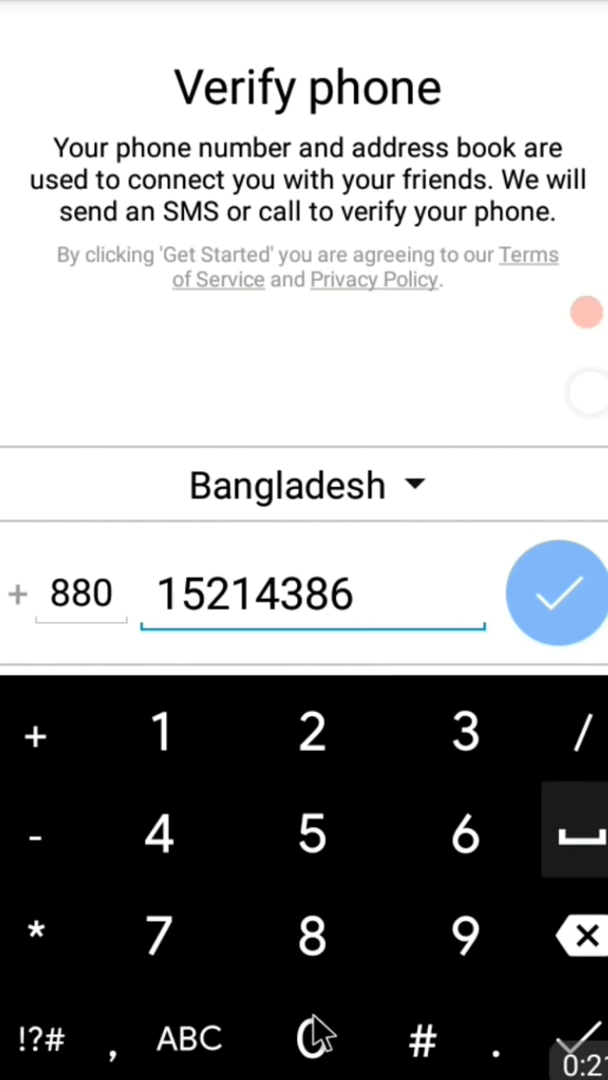 Verify phone
Your phone number and address book are
used to connect you with your friends. We will
send an SMS or call to verify your phone.
By clicking 'Get Started' you are agreeing to our Terms
of Service and Privacy Policy.
Bangladesh
+ 880 15214386
+ 1 2 3 /
- 4 5 6
* 7 8 9
!?# , ABC 0 # .